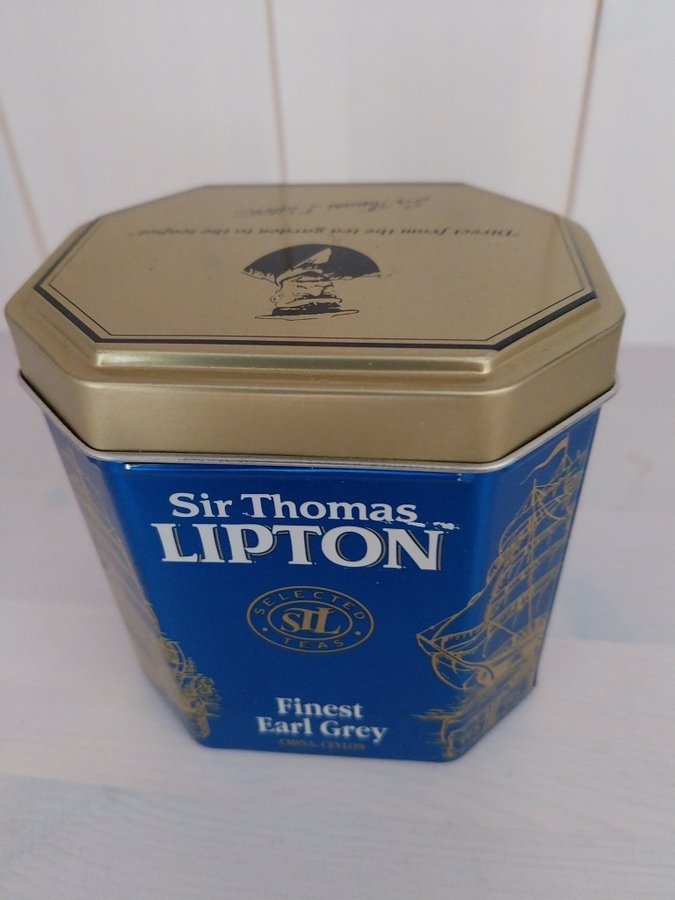 Sir Thomas Lipton
"Direct from the tea garden to the teapot"
Sir Thomas
LIPTON
SELECTED
STL
TEAS
Finest
Earl Grey
CHINA, CEYLON